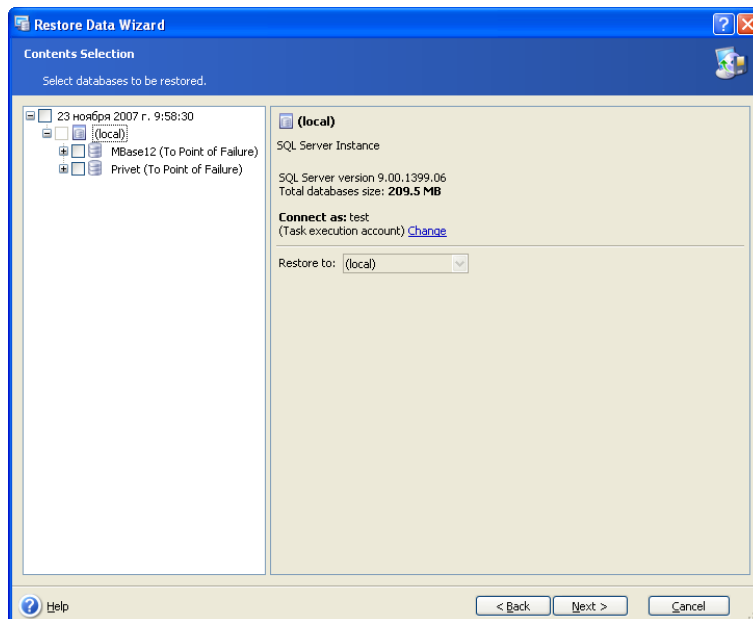 Restore Data Wizard
Contents Selection
Select databases to be restored.
23 ноября 2007 г. 9:58:30
(local)
MBase12 (To Point of Failure)
Privet (To Point of Failure)
(local)
SQL Server Instance
SQL Server version 9.00.1399.06
Total databases size: 209.5 MB
Connect as: test
(Task execution account) Change
Restore to: (local)
Help
< Back
Next >
Cancel